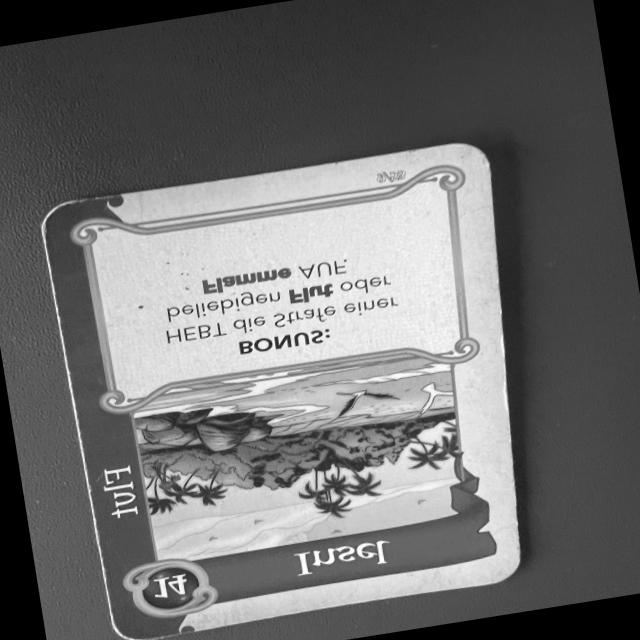 14
Insel
Flut
BONUS:
HEBT die Strafe einer
beliebigen Flut oder
Flamme AUF.